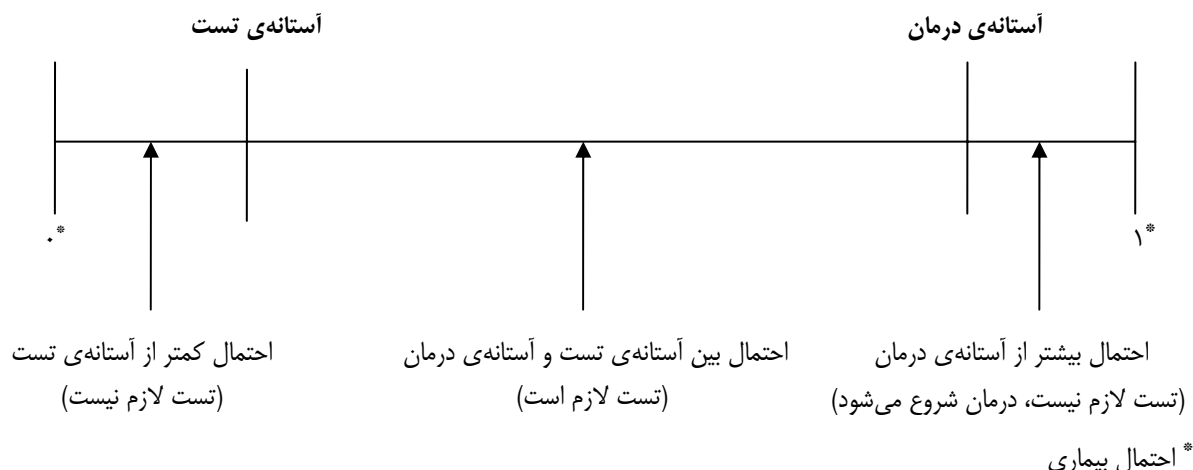 آستانه‌ی درمان
آستانه‌ی تست
۱*
۰*
احتمال بیشتر از آستانه‌ی درمان
(تست لازم نیست، درمان شروع می‌شود)
احتمال بین آستانه‌ی تست و آستانه‌ی درمان
(تست لازم است)
احتمال کمتر از آستانه‌ی تست
(تست لازم نیست)
* احتمال بیماری